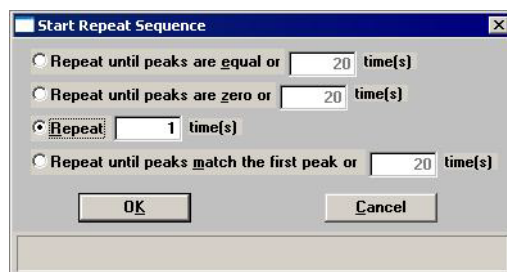 Start Repeat Sequence
Repeat until peaks are equal or 20 time(s)
Repeat until peaks are zero or 20 time(s)
Repeat 1 time(s)
Repeat until peaks match the first peak or 20 time(s)
OK Cancel